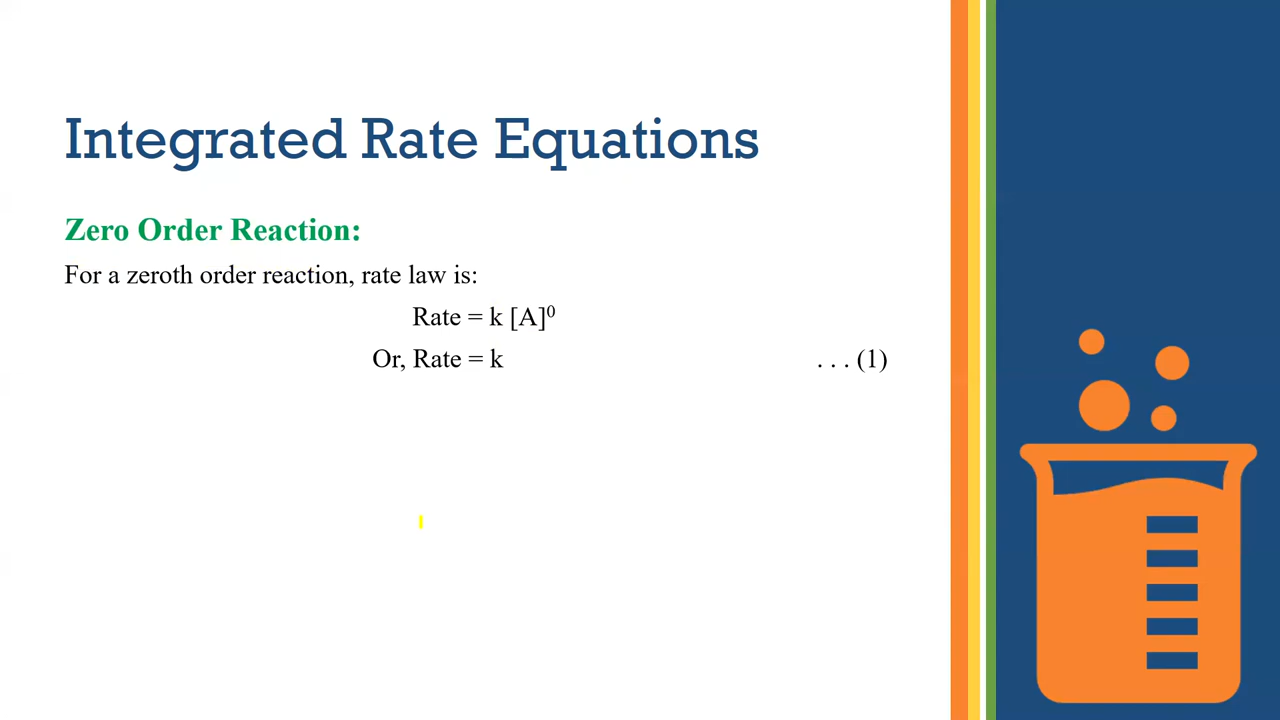 Integrated Rate Equations
Zero Order Reaction:
For a zeroth order reaction, rate law is:
Rate = k [A]⁰
Or, Rate = k . . . (1)